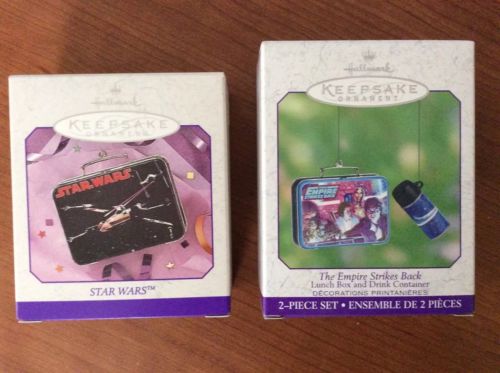 Hallmark
KEEPSAKE
ORNAMENT
STAR WARS
STAR WARS™
Hallmark
KEEPSAKE
ORNAMENT
EMPIRE
STRIKES BACK
The Empire Strikes Back
Lunch Box and Drink Container
DÉCORATIONS PRINTANIÈRES
2-PIECE SET • ENSEMBLE DE 2 PIÈCES